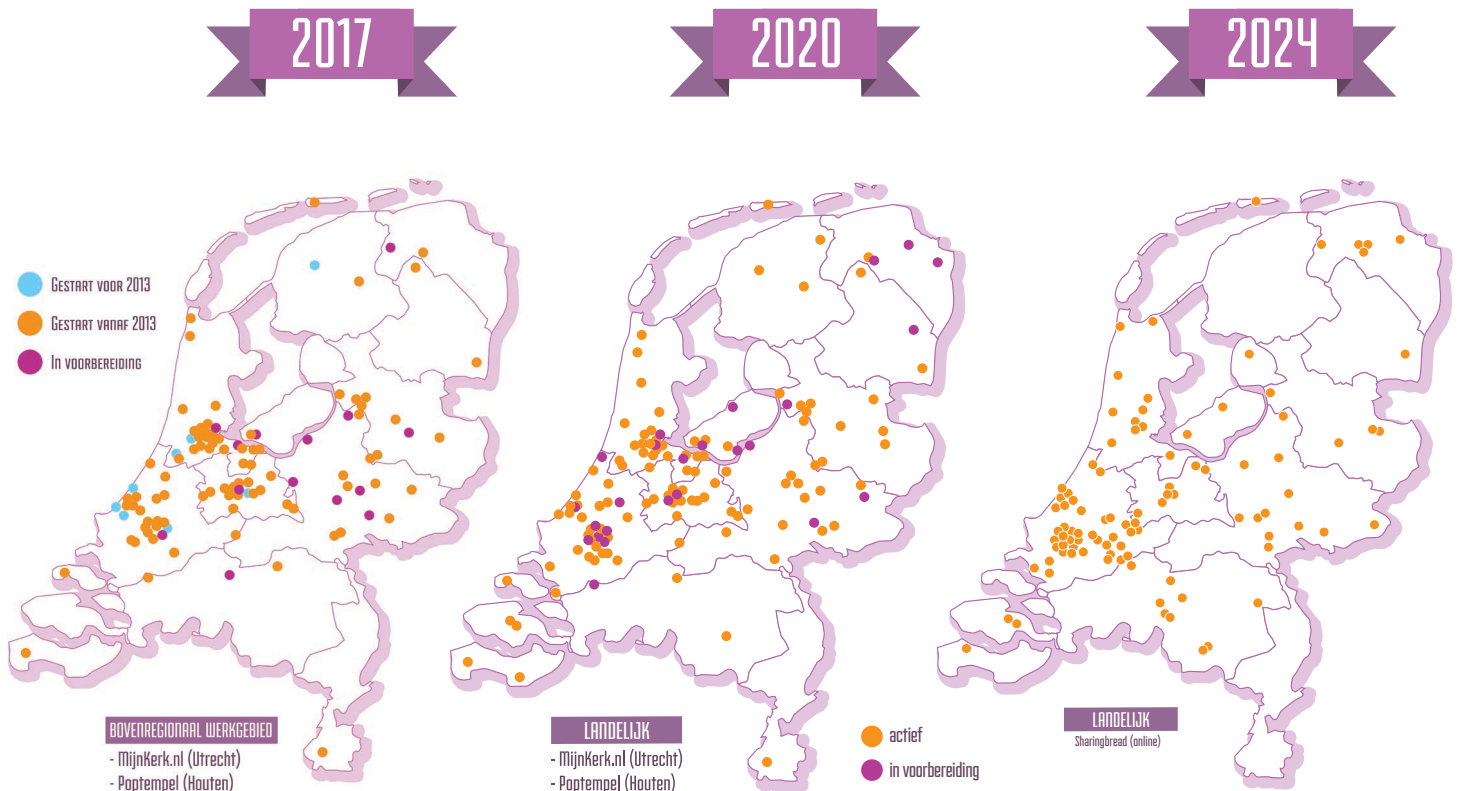 2017
2020
2024
Gestart voor 2013
Gestart vanaf 2013
In voorbereiding
BOVENREGIONAAL WERKGEBIED
- MijnKerk.nl (Utrecht)
- Poptempel (Houten)
LANDELIJK
- MijnKerk.nl (Utrecht)
- Poptempel (Houten)
actief
in voorbereiding
LANDELIJK
Sharingbread (online)